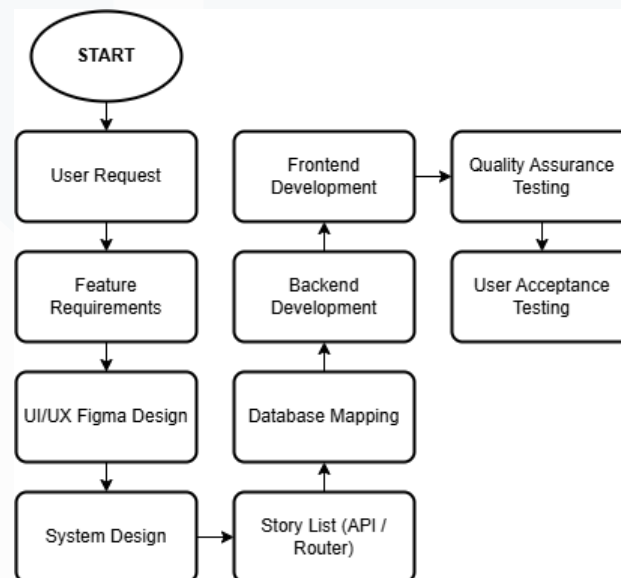 START
User Request
Feature
Requirements
UI/UX Figma Design
System Design
Story List (API /
Router)
Database Mapping
Backend
Development
Frontend
Development
Quality Assurance
Testing
User Acceptance
Testing